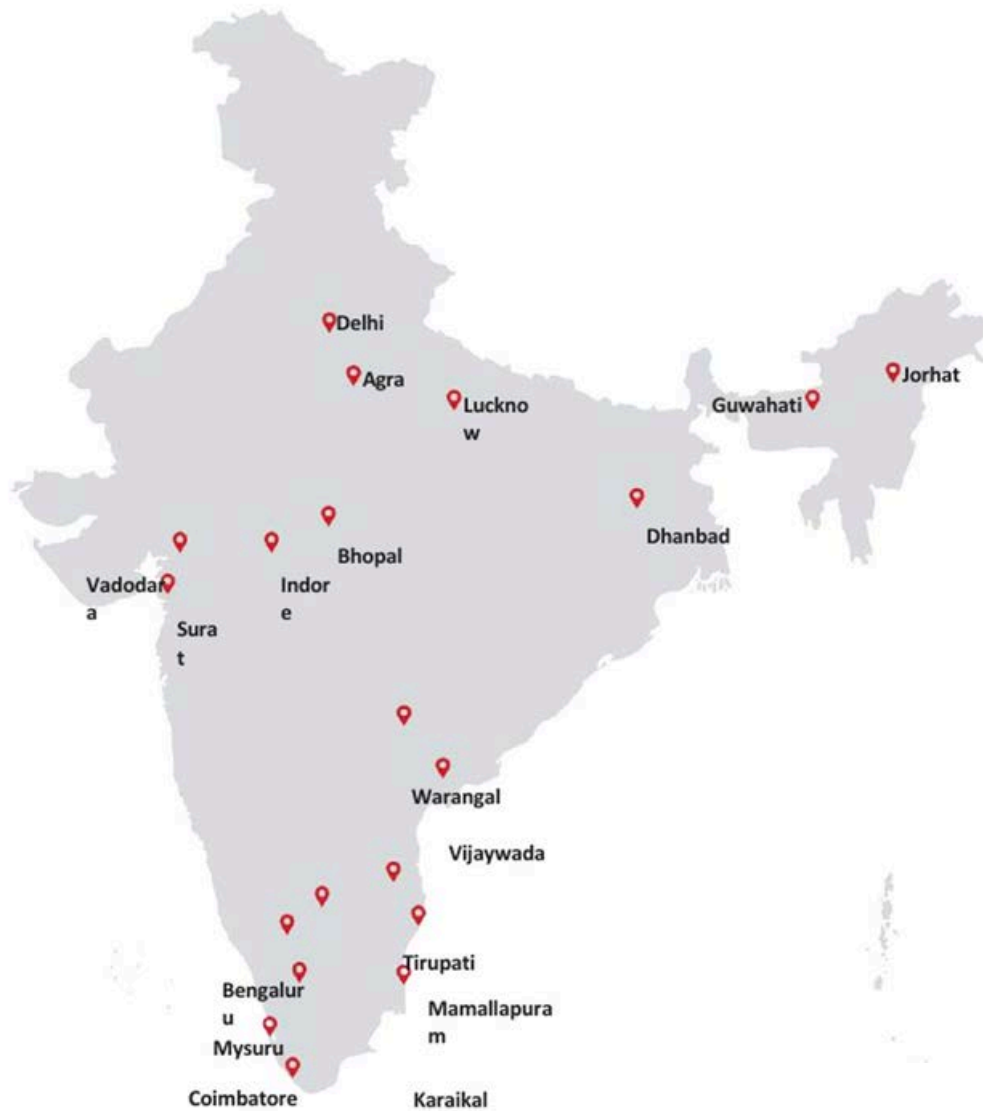 Delhi
Agra
Luckno
w
Guwahati
Jorhat
Dhanbad
Bhopal
Vadodar
a
Indor
e
Sura
t
Warangal
Vijaywada
Tirupati
Bengalur
u
Mamallapura
m
Mysuru
Coimbatore
Karaikal